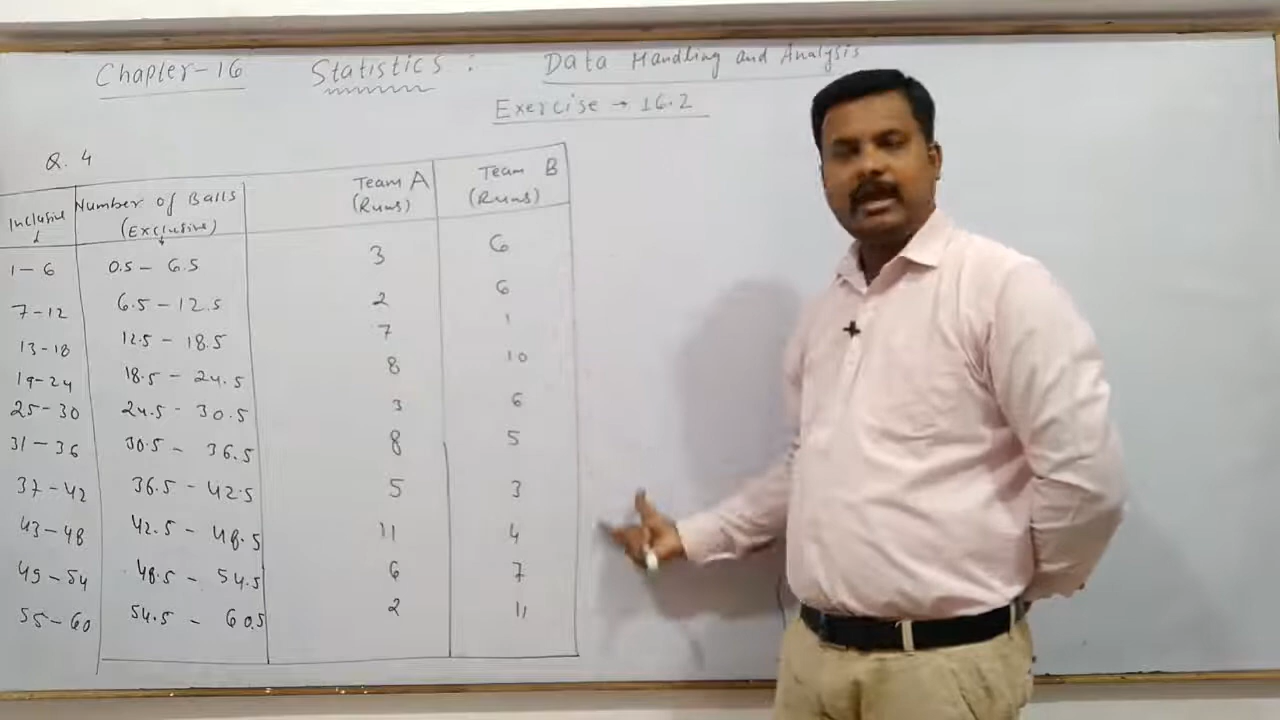 Chapter-16 Statistics : Data Handling and Analysis
Exercise → 16.2
Q. 4
Inclusive Number of Balls (Exclusive) Team A (Runs) Team B (Runs)
1-6 0.5 - 6.5 3 6
7-12 6.5 - 12.5 2 6
13-18 12.5 - 18.5 7 1
19-24 18.5 - 24.5 8 10
25-30 24.5 - 30.5 3 6
31-36 30.5 - 36.5 8 5
37-42 36.5 - 42.5 5 3
43-48 42.5 - 48.5 11 4
49-54 48.5 - 54.5 6 7
55-60 54.5 - 60.5 2 11